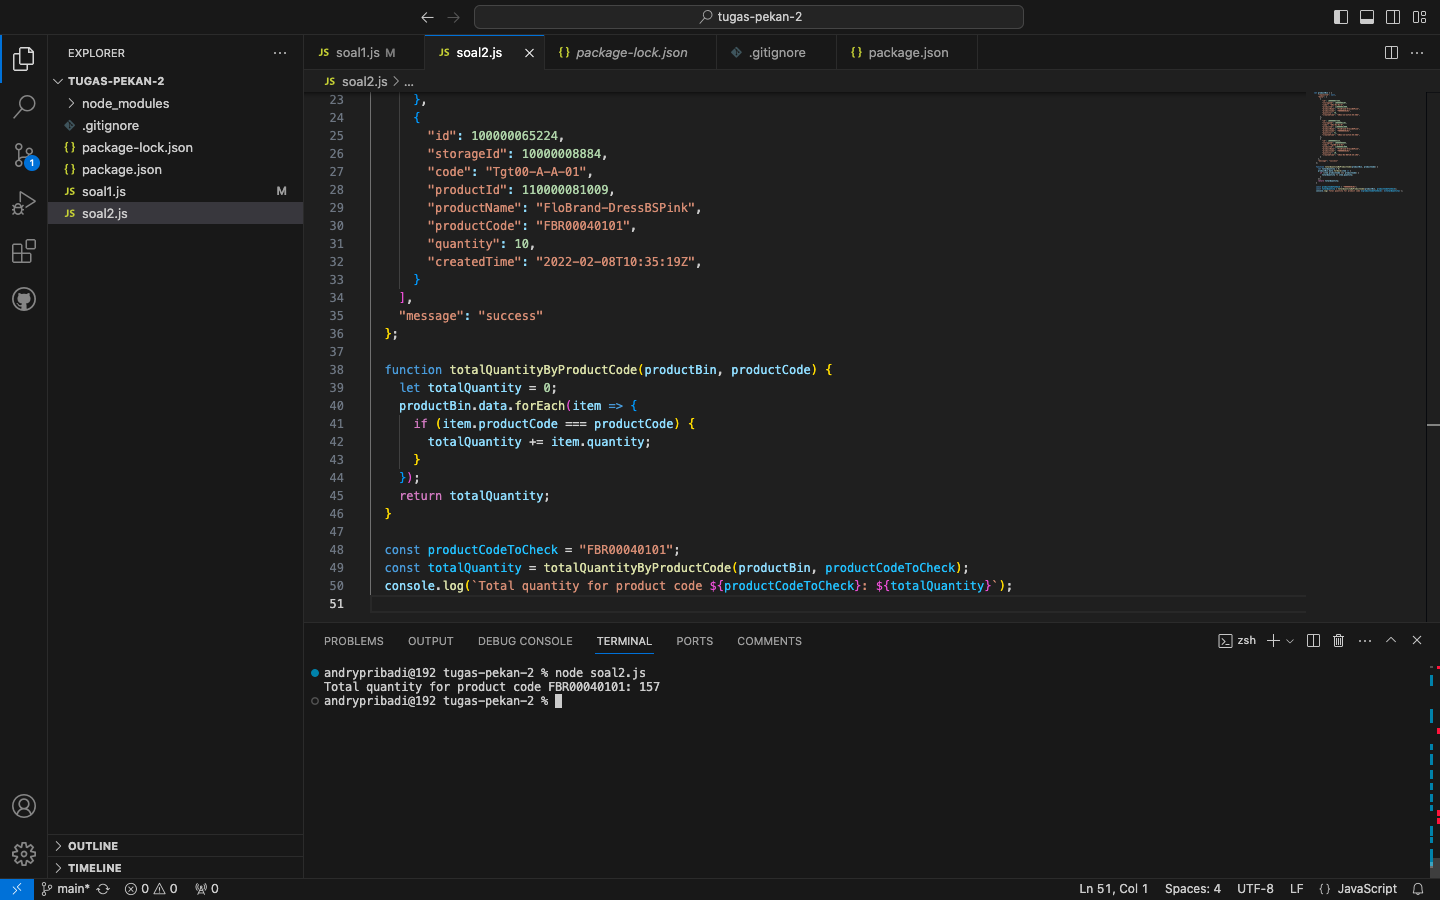 tugas-pekan-2
EXPLORER
TUGAS-PEKAN-2
node_modules
.gitignore
package-lock.json
package.json
soal1.js M
soal2.js
OUTLINE
TIMELINE
1
JS soal1.js M
JS soal2.js
{} package-lock.json
.gitignore
{} package.json
JS soal2.js > ...
23 },
24 {
25 "id": 100000065224,
26 "storageId": 10000008884,
27 "code": "Tgt00-A-A-01",
28 "productId": 110000081009,
29 "productName": "FloBrand-DressBSPink",
30 "productCode": "FBR00040101",
31 "quantity": 10,
32 "createdTime": "2022-02-08T10:35:19Z",
33 }
34 ],
35 "message": "success"
36 };
37
38 function totalQuantityByProductCode(productBin, productCode) {
39 let totalQuantity = 0;
40 productBin.data.forEach(item => {
41 if (item.productCode === productCode) {
42 totalQuantity += item.quantity;
43 }
44 });
45 return totalQuantity;
46 }
47
48 const productCodeToCheck = "FBR00040101";
49 const totalQuantity = totalQuantityByProductCode(productBin, productCodeToCheck);
50 console.log(`Total quantity for product code ${productCodeToCheck}: ${totalQuantity}`);
51
PROBLEMS OUTPUT DEBUG CONSOLE TERMINAL PORTS COMMENTS
zsh
andrypribadi@192 tugas-pekan-2 % node soal2.js
Total quantity for product code FBR00040101: 157
andrypribadi@192 tugas-pekan-2 %
main* 0 0 0
Ln 51, Col 1 Spaces: 4 UTF-8 LF {} JavaScript